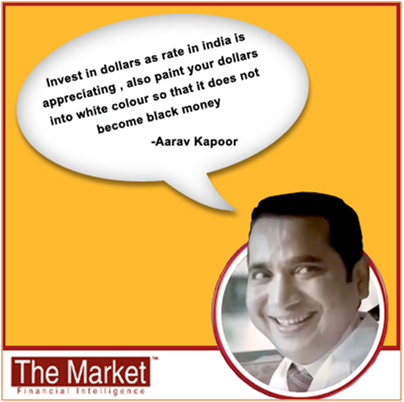 Invest in dollars as rate in india is
appreciating , also paint your dollars
into white colour so that it does not
become black money
-Aarav Kapoor
The Market™
Financial Intelligence